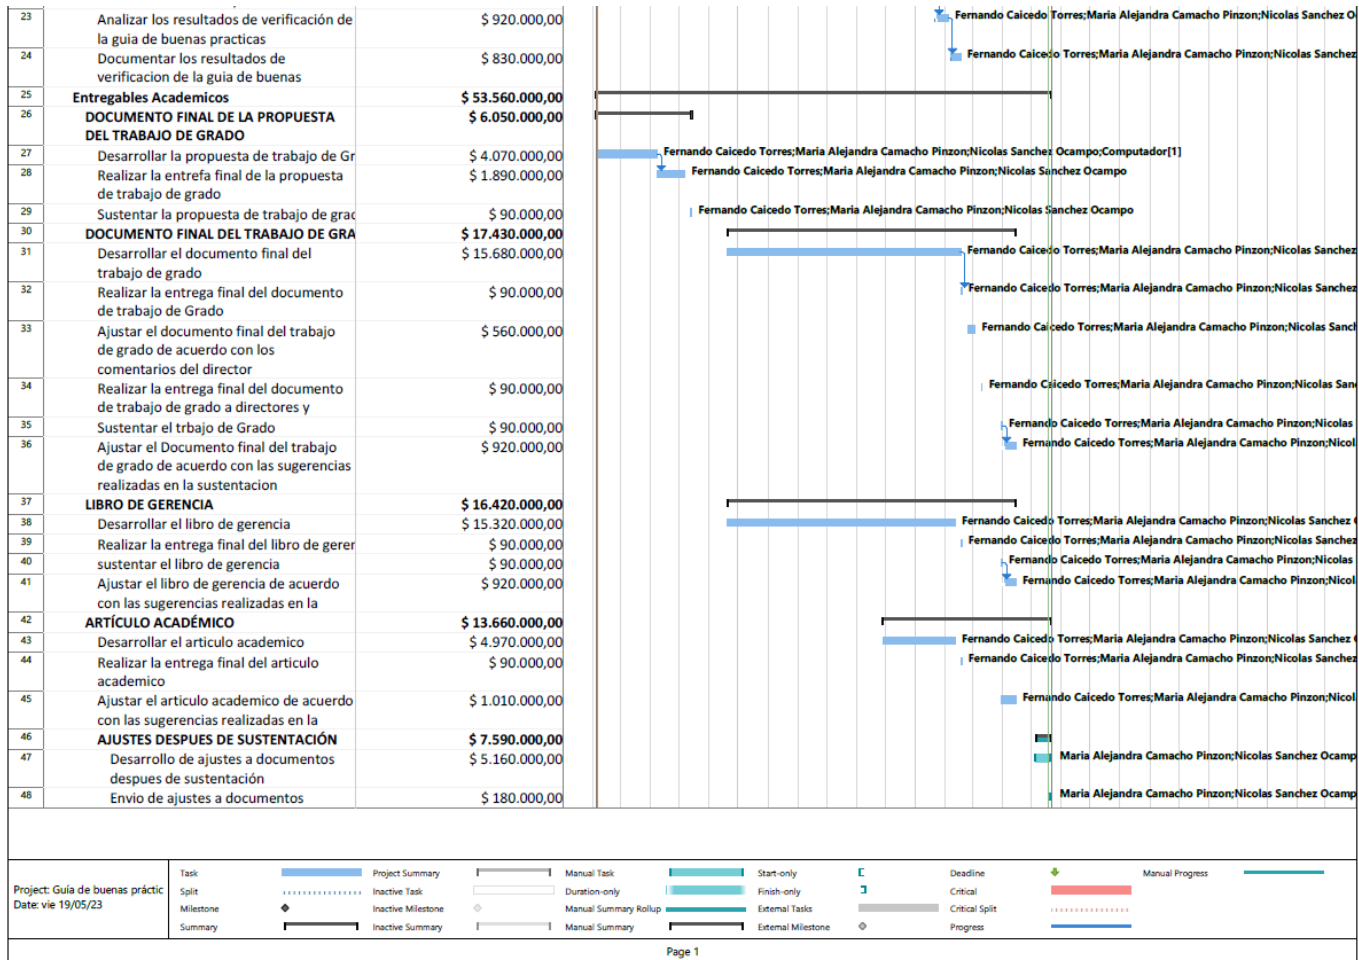 23 Analizar los resultados de verificación de $ 920.000,00 Fernando Caicedo Torres;Maria Alejandra Camacho Pinzon;Nicolas Sanchez O
la guia de buenas practicas
24 Documentar los resultados de $ 830.000,00 Fernando Caicedo Torres;Maria Alejandra Camacho Pinzon;Nicolas Sanchez
verificacion de la guia de buenas
25 Entregables Academicos $ 53.560.000,00
26 DOCUMENTO FINAL DE LA PROPUESTA $ 6.050.000,00
DEL TRABAJO DE GRADO
27 Desarrollar la propuesta de trabajo de Gr $ 4.070.000,00 Fernando Caicedo Torres;Maria Alejandra Camacho Pinzon;Nicolas Sanchez Ocampo;Computador[1]
28 Realizar la entrefa final de la propuesta $ 1.890.000,00 Fernando Caicedo Torres;Maria Alejandra Camacho Pinzon;Nicolas Sanchez Ocampo
de trabajo de grado
29 Sustentar la propuesta de trabajo de grad $ 90.000,00 Fernando Caicedo Torres;Maria Alejandra Camacho Pinzon;Nicolas Sanchez Ocampo
30 DOCUMENTO FINAL DEL TRABAJO DE GRA $ 17.430.000,00
31 Desarrollar el documento final del $ 15.680.000,00 Fernando Caicedo Torres;Maria Alejandra Camacho Pinzon;Nicolas Sanchez
trabajo de grado
32 Realizar la entrega final del documento $ 90.000,00 Fernando Caicedo Torres;Maria Alejandra Camacho Pinzon;Nicolas Sanchez
de trabajo de Grado
33 Ajustar el documento final del trabajo $ 560.000,00 Fernando Caicedo Torres;Maria Alejandra Camacho Pinzon;Nicolas Sanch
de grado de acuerdo con los
comentarios del director
34 Realizar la entrega final del documento $ 90.000,00 Fernando Caicedo Torres;Maria Alejandra Camacho Pinzon;Nicolas San
de trabajo de grado a directores y
35 Sustentar el trbajo de Grado $ 90.000,00 Fernando Caicedo Torres;Maria Alejandra Camacho Pinzon;Nicolas
36 Ajustar el Documento final del trabajo $ 920.000,00 Fernando Caicedo Torres;Maria Alejandra Camacho Pinzon;Nicol
de grado de acuerdo con las sugerencias
realizadas en la sustentacion
37 LIBRO DE GERENCIA $ 16.420.000,00
38 Desarrollar el libro de gerencia $ 15.320.000,00 Fernando Caicedo Torres;Maria Alejandra Camacho Pinzon;Nicolas Sanchez
39 Realizar la entrega final del libro de geren $ 90.000,00 Fernando Caicedo Torres;Maria Alejandra Camacho Pinzon;Nicolas Sanchez
40 sustentar el libro de gerencia $ 90.000,00 Fernando Caicedo Torres;Maria Alejandra Camacho Pinzon;Nicolas
41 Ajustar el libro de gerencia de acuerdo $ 920.000,00 Fernando Caicedo Torres;Maria Alejandra Camacho Pinzon;Nicol
con las sugerencias realizadas en la
42 ARTÍCULO ACADÉMICO $ 13.660.000,00
43 Desarrollar el articulo academico $ 4.970.000,00 Fernando Caicedo Torres;Maria Alejandra Camacho Pinzon;Nicolas Sanchez
44 Realizar la entrega final del articulo $ 90.000,00 Fernando Caicedo Torres;Maria Alejandra Camacho Pinzon;Nicolas Sanchez
academico
45 Ajustar el articulo academico de acuerdo $ 1.010.000,00 Fernando Caicedo Torres;Maria Alejandra Camacho Pinzon;Nicol
con las sugerencias realizadas en la
46 AJUSTES DESPUES DE SUSTENTACIÓN $ 7.590.000,00
47 Desarrollo de ajustes a documentos $ 5.160.000,00 Maria Alejandra Camacho Pinzon;Nicolas Sanchez Ocamp
despues de sustentación
48 Envio de ajustes a documentos $ 180.000,00 Maria Alejandra Camacho Pinzon;Nicolas Sanchez Ocamp
Project: Guía de buenas práctic
Date: vie 19/05/23
Task Project Summary Manual Task Start-only Deadline Manual Progress
Split Inactive Task Duration-only Finish-only Critical
Milestone Inactive Milestone Manual Summary Rollup External Tasks Critical Split
Summary Inactive Summary Manual Summary External Milestone Progress
Page 1